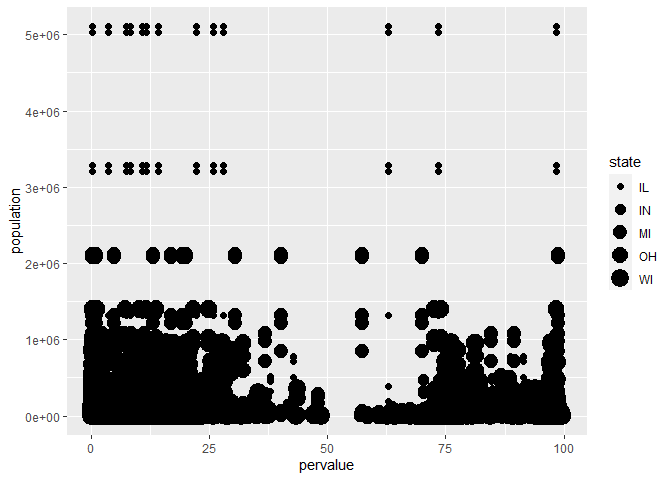 5e+06
4e+06
3e+06
2e+06
1e+06
0e+00
population
0
25
50
75
100
pervalue
state
IL
IN
MI
OH
WI